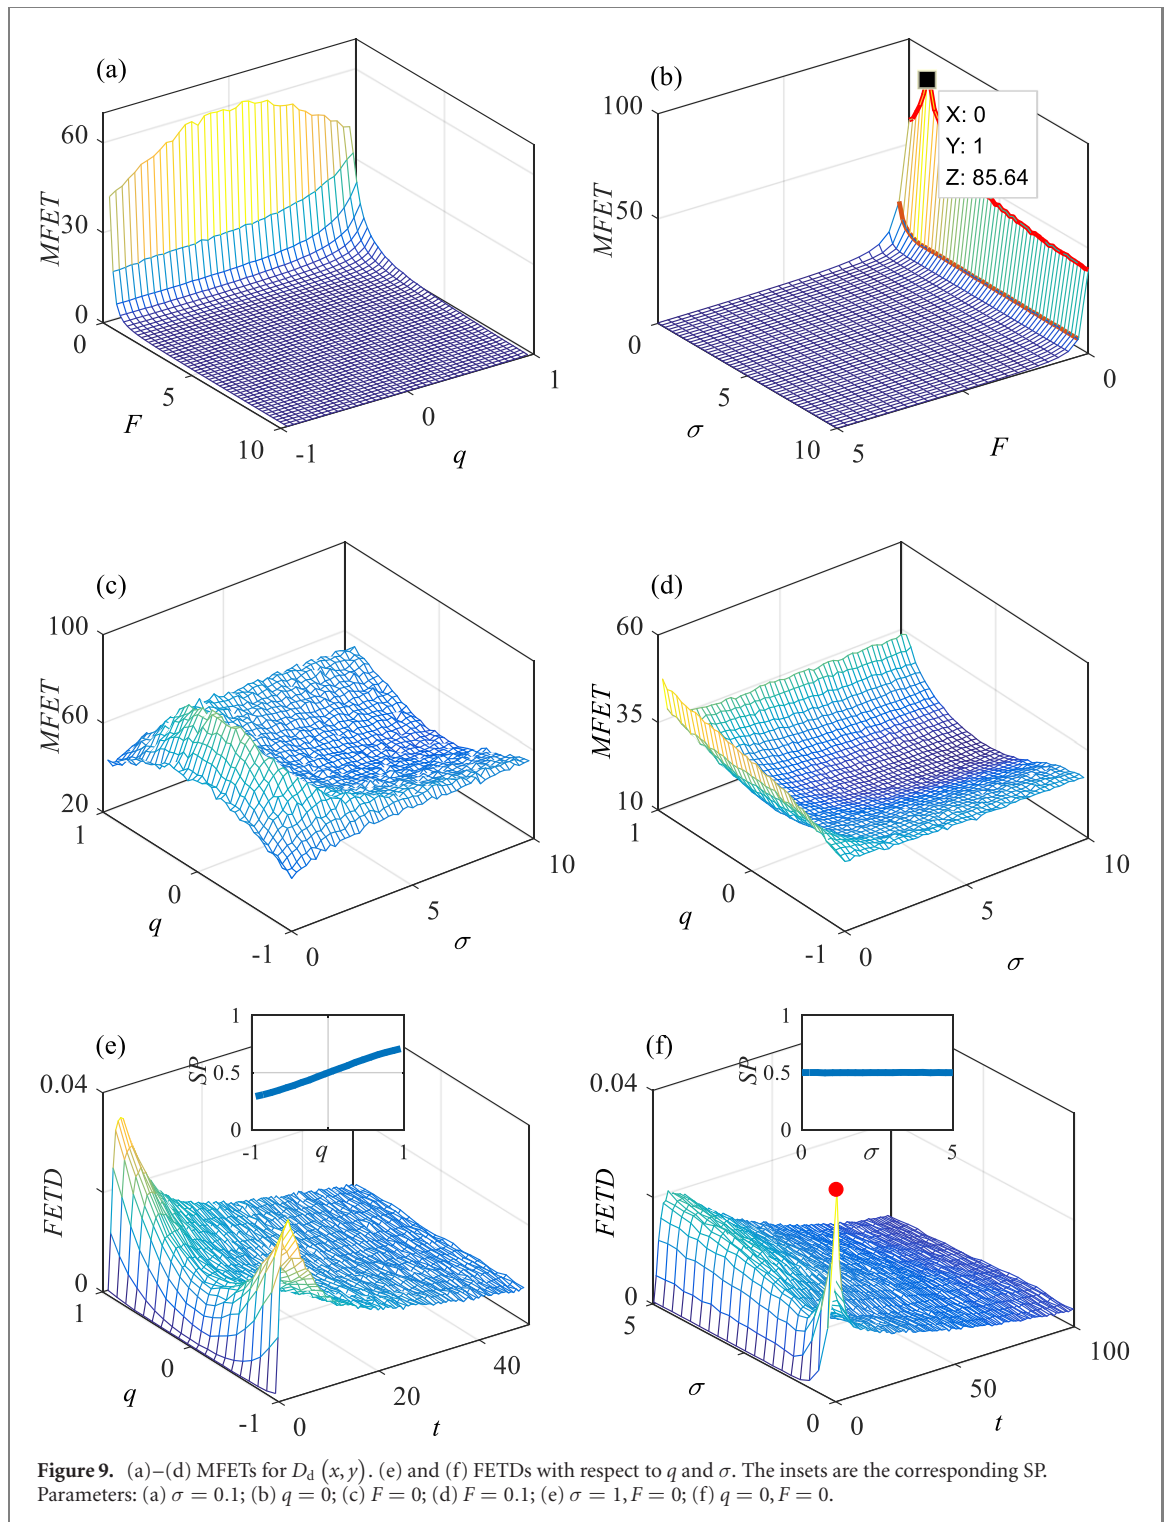 (a)
60
30
0
MFET
0
5
10
F
-1
0
1
q
(b)
100
50
0
MFET
X: 0
Y: 1
Z: 85.64
5
10
σ
5
0
F
(c)
100
60
20
MFET
1
0
-1
q
0
5
10
σ
(d)
60
35
10
MFET
1
0
-1
q
0
5
10
σ
(e)
0.04
0
FETD
1
0.5
0
SP
-1
q
1
1
0
-1
q
0
20
40
t
(f)
0.04
0
FETD
1
0.5
0
SP
0
σ
5
5
0
σ
0
50
100
t
Figure 9. (a)–(d) MFETs for D_d (x, y). (e) and (f) FETDs with respect to q and σ. The insets are the corresponding SP.
Parameters: (a) σ = 0.1; (b) q = 0; (c) F = 0; (d) F = 0.1; (e) σ = 1, F = 0; (f) q = 0, F = 0.